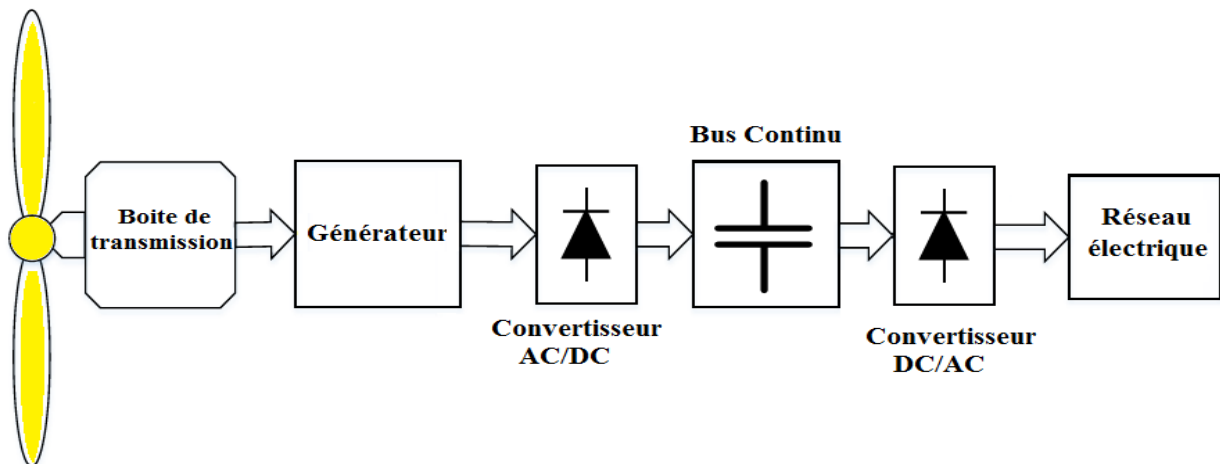 Boite de
transmission
Générateur
Convertisseur
AC/DC
Bus Continu
Convertisseur
DC/AC
Réseau
électrique